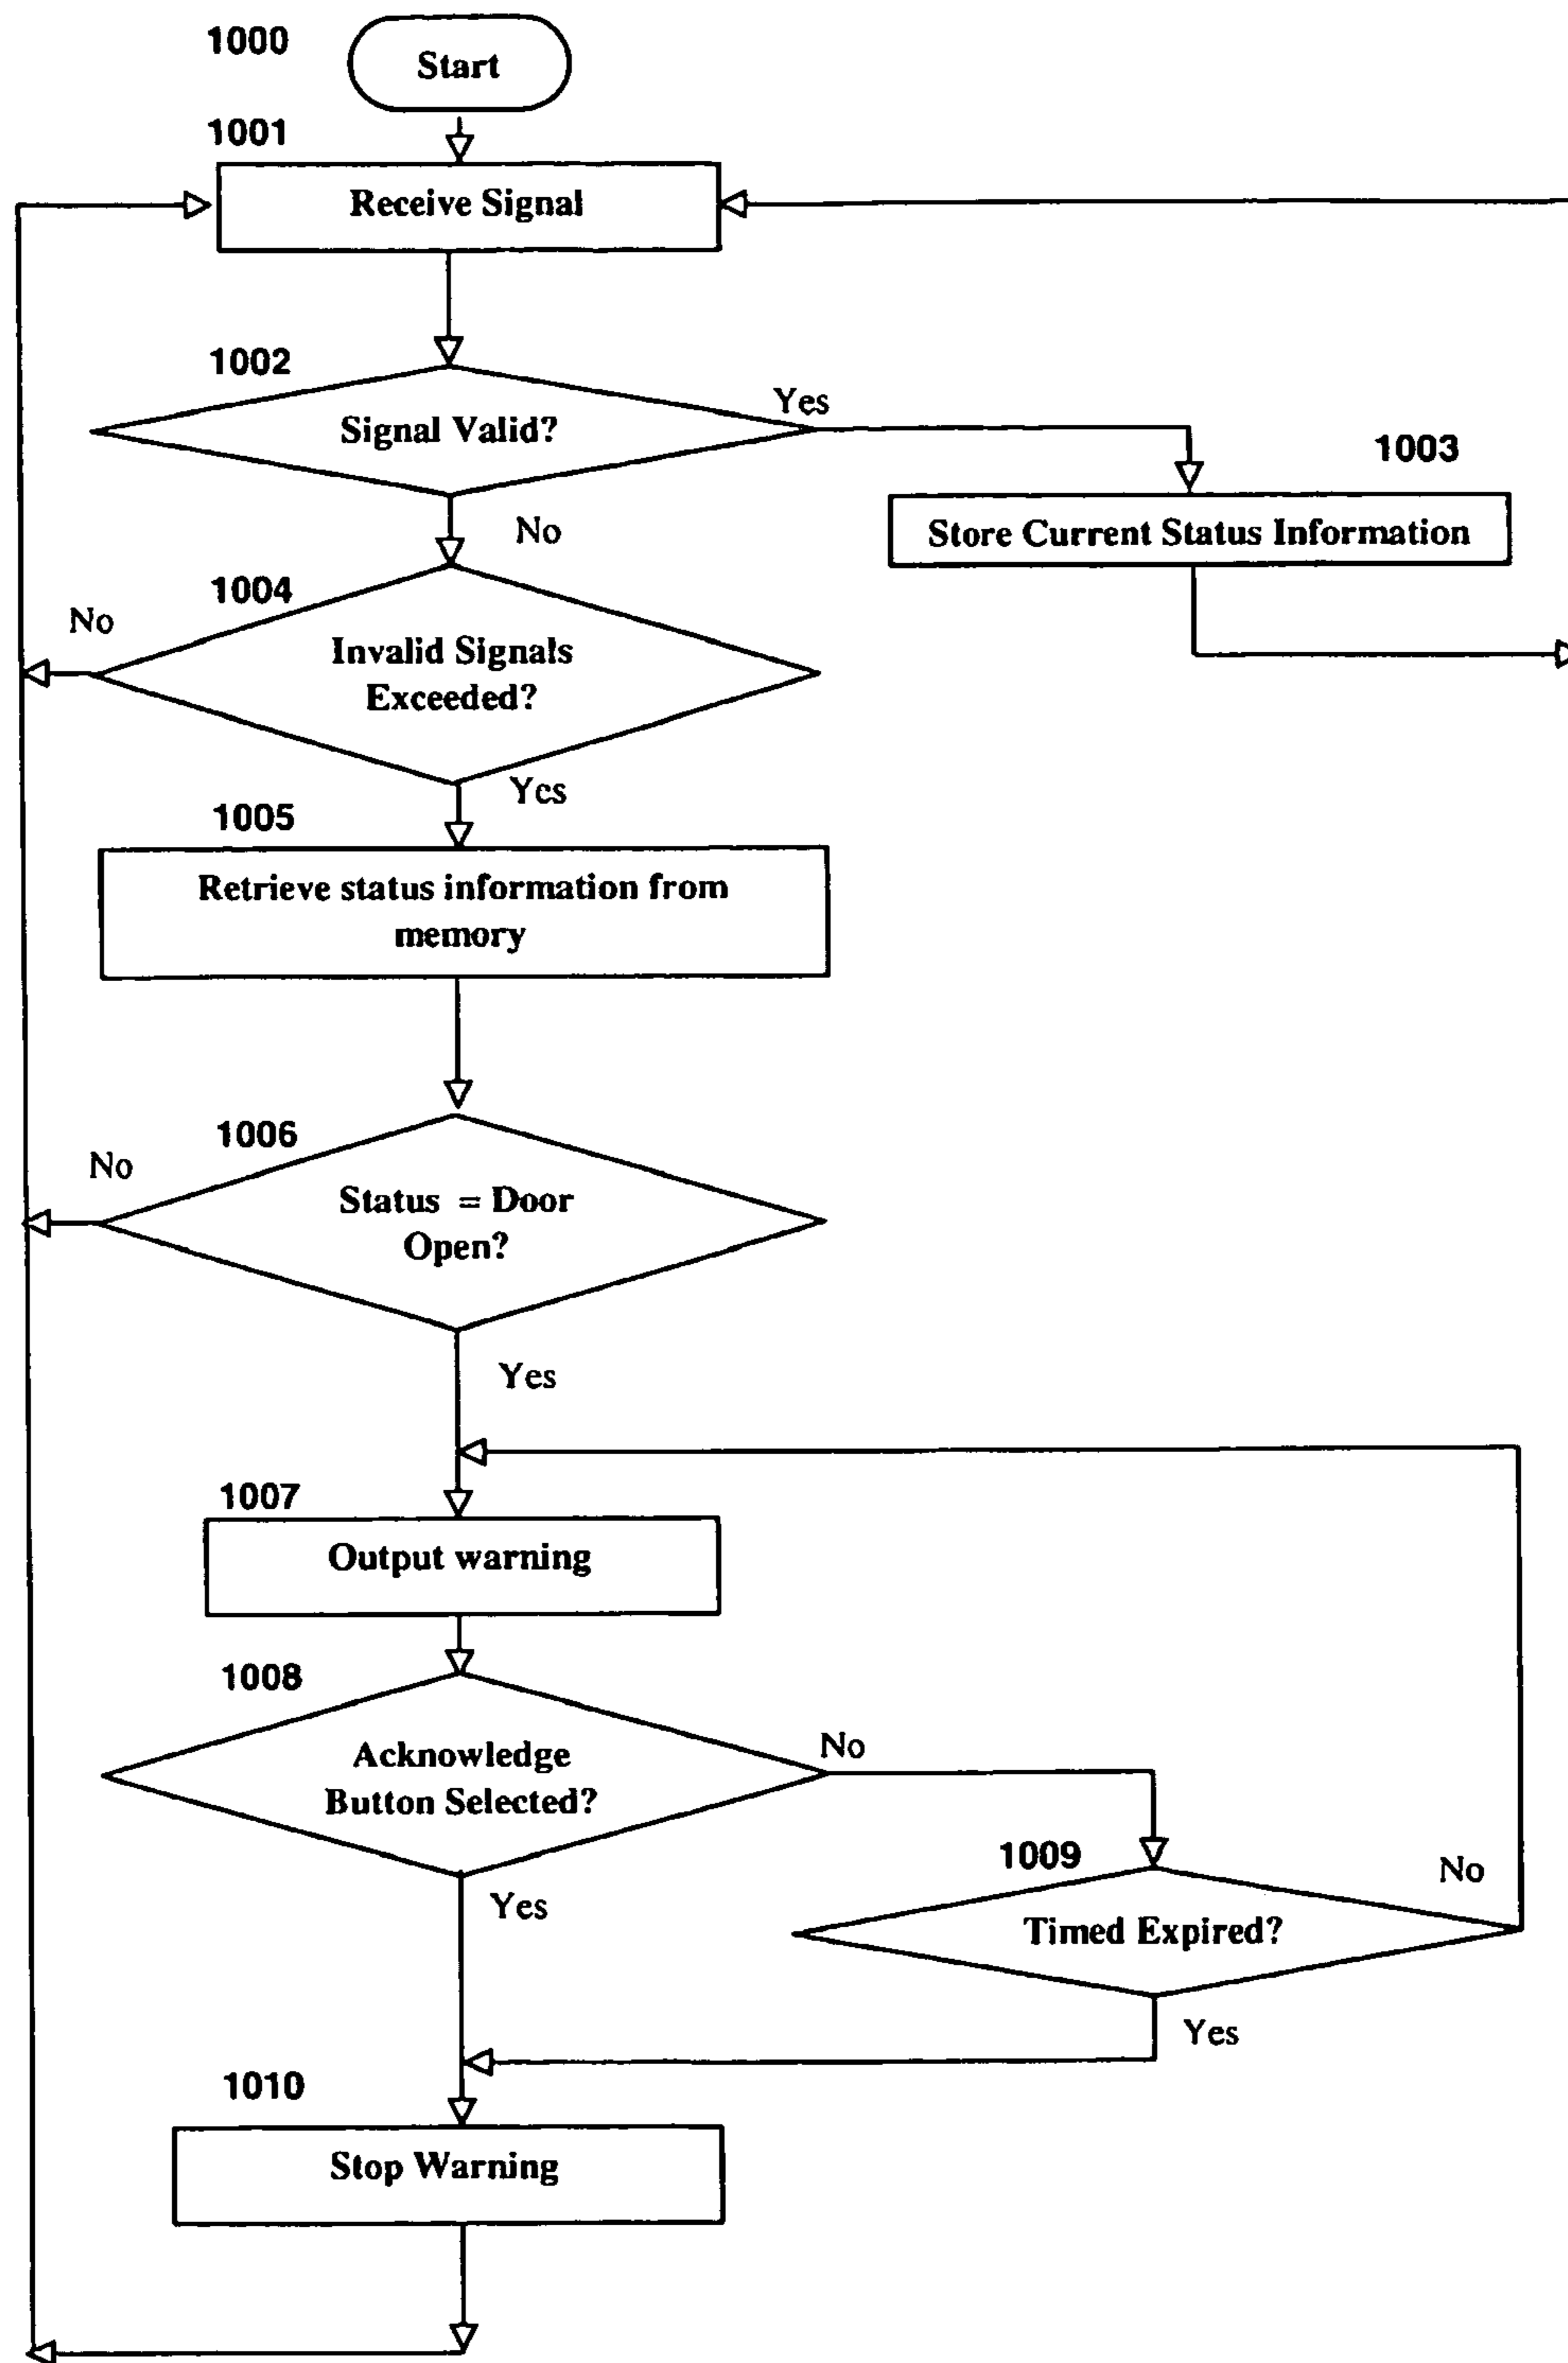 1000
Start
1001
Receive Signal
1002
Signal Valid?
Yes
1003
Store Current Status Information
No
1004
Invalid Signals
Exceeded?
No
Yes
1005
Retrieve status information from
memory
1006
Status = Door
Open?
No
Yes
1007
Output warning
1008
Acknowledge
Button Selected?
No
1009
Timed Expired?
No
Yes
Yes
1010
Stop Warning